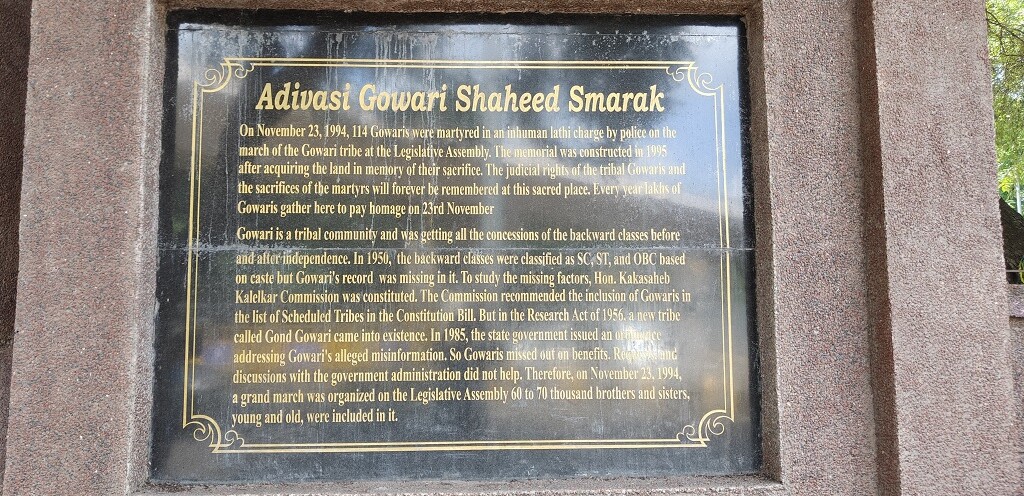 Adivasi Gowari Shaheed Smarak
On November 23, 1994, 114 Gowaris were martyred in an inhuman lathi charge by police on the
march of the Gowari tribe at the Legislative Assembly. The memorial was constructed in 1995
after acquiring the land in memory of their sacrifice. The judicial rights of the tribal Gowaris and
the sacrifices of the martyrs will forever be remembered at this sacred place. Every year lakhs of
Gowaris gather here to pay homage on 23rd November
Gowari is a tribal community and was getting all the concessions of the backward classes before
and after independence. In 1950, the backward classes were classified as SC, ST, and OBC based
on caste but Gowari's record was missing in it. To study the missing factors, Hon. Kakasaheb
Kalelkar Commission was constituted. The Commission recommended the inclusion of Gowaris in
the list of Scheduled Tribes in the Constitution Bill. But in the Research Act of 1956. a new tribe
called Gond Gowari came into existence. In 1985, the state government issued an
addressing Gowari's alleged misinformation. So Gowaris missed out on benefits. and
discussions with the government administration did not help. Therefore, on November 23, 1994,
a grand march was organized on the Legislative Assembly 60 to 70 thousand brothers and sisters,
young and old, were included in it.